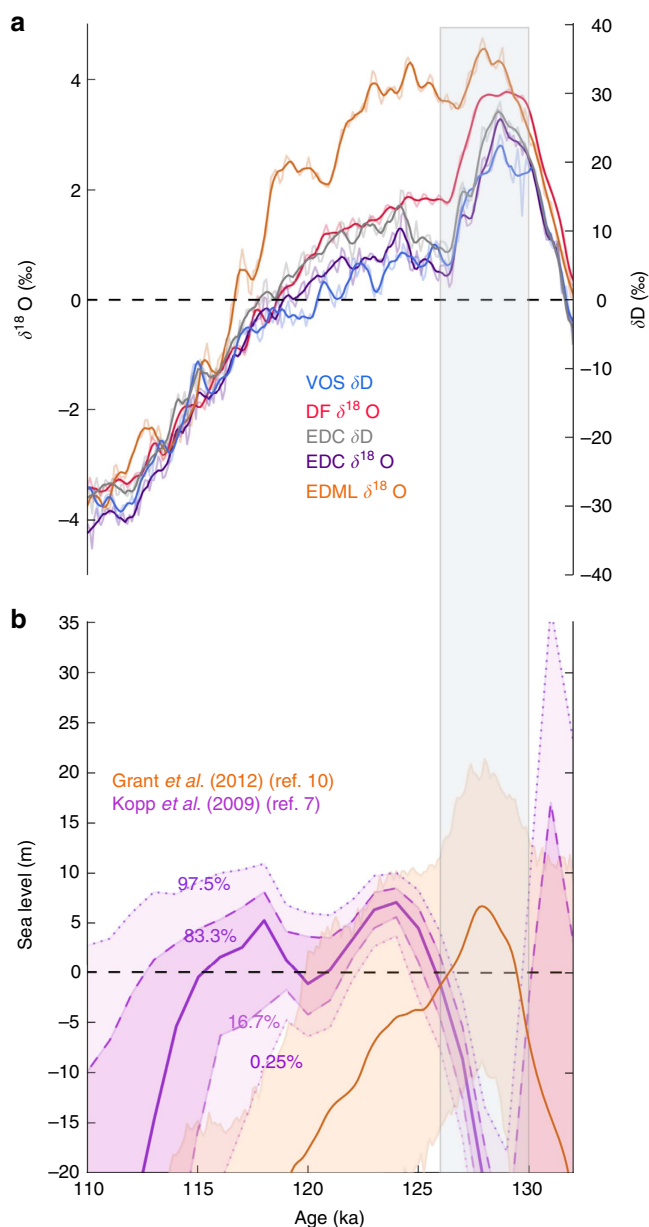 a
4
2
0
−2
−4
δ18 O (‰)
40
30
20
10
0
−10
−20
−30
−40
δD (‰)
VOS δD
DF δ18 O
EDC δD
EDC δ18 O
EDML δ18 O
b
35
30
25
20
15
10
5
0
−5
−10
−15
−20
Sea level (m)
Grant et al. (2012) (ref. 10)
Kopp et al. (2009) (ref. 7)
97.5%
83.3%
16.7%
0.25%
110
115
120
125
130
Age (ka)